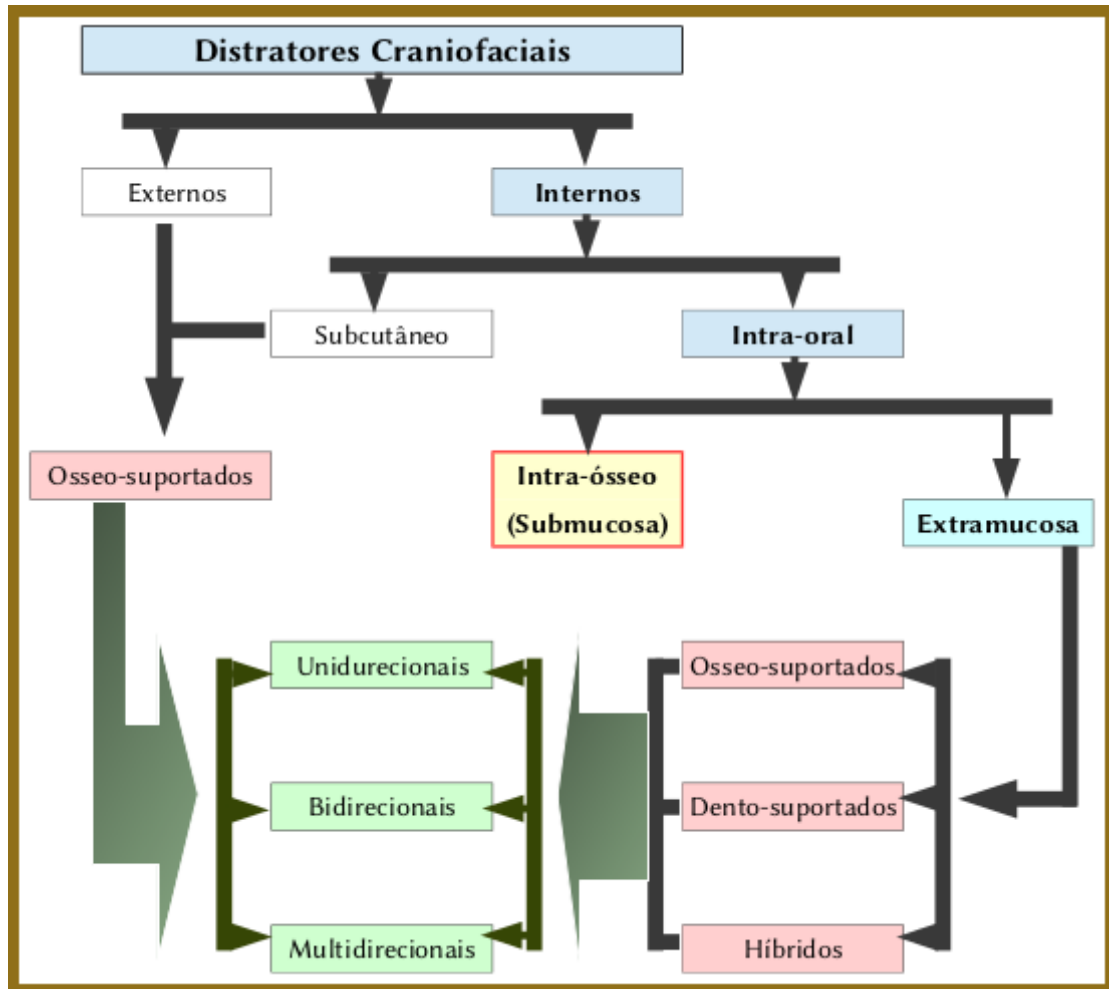 Distratores Craniofaciais
Externos
Internos
Subcutâneo
Intra-oral
Osseo-suportados
Intra-ósseo
(Submucosa)
Extramucosa
Unidurecionais
Osseo-suportados
Bidirecionais
Dento-suportados
Multidirecionais
Híbridos